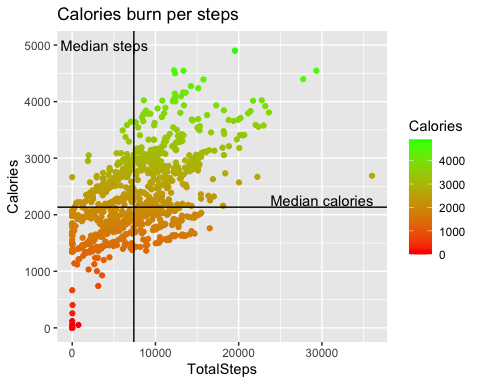 Calories burn per steps
Median steps
Median calories
5000
4000
3000
2000
1000
0
Calories
0
10000
20000
30000
TotalSteps
Calories
4000
3000
2000
1000
0